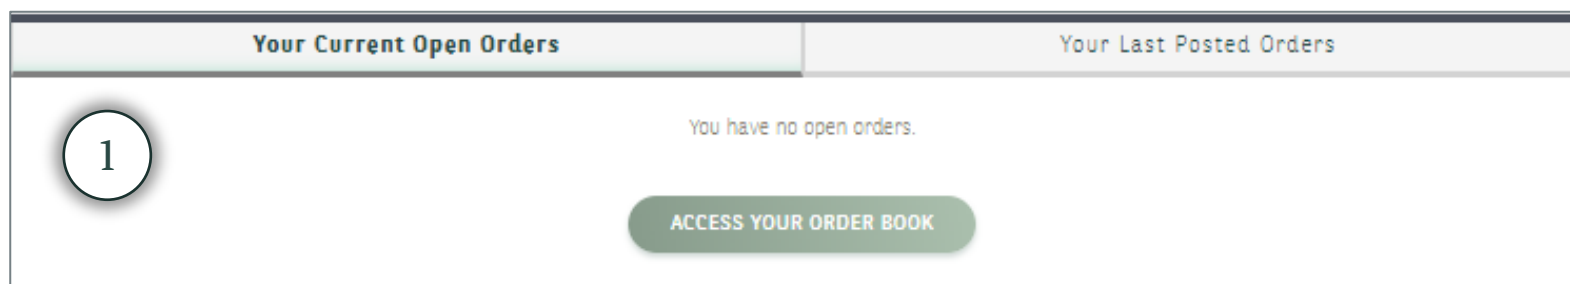 Your Current Open Orders
Your Last Posted Orders
You have no open orders.
1
ACCESS YOUR ORDER BOOK